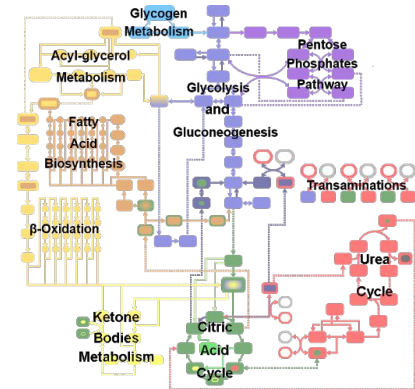 Glycogen
Metabolism
Acyl-glycerol
Metabolism
Pentose
Phosphates
Pathway
Glycolysis
and
Gluconeogenesis
Fatty
Acid
Biosynthesis
Transaminations
β-Oxidation
Urea
Cycle
Ketone
Bodies
Metabolism
Citric
Acid
Cycle